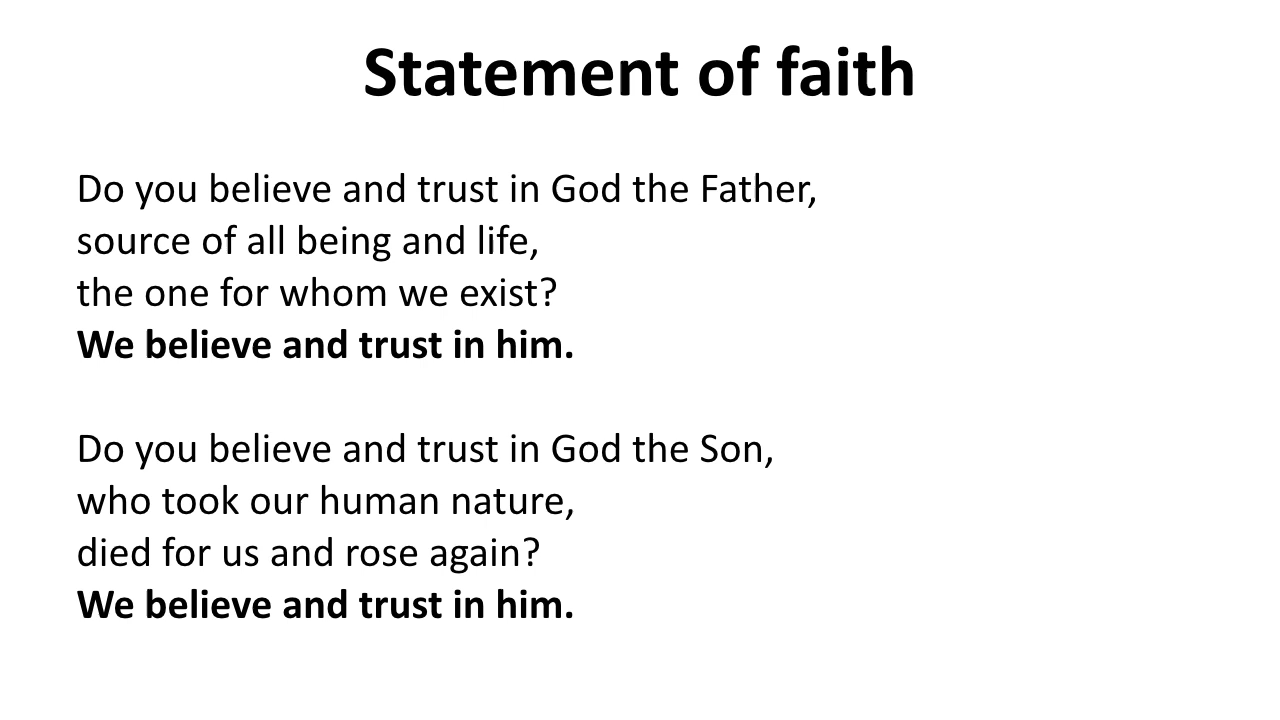 Statement of faith
Do you believe and trust in God the Father,
source of all being and life,
the one for whom we exist?
We believe and trust in him.
Do you believe and trust in God the Son,
who took our human nature,
died for us and rose again?
We believe and trust in him.